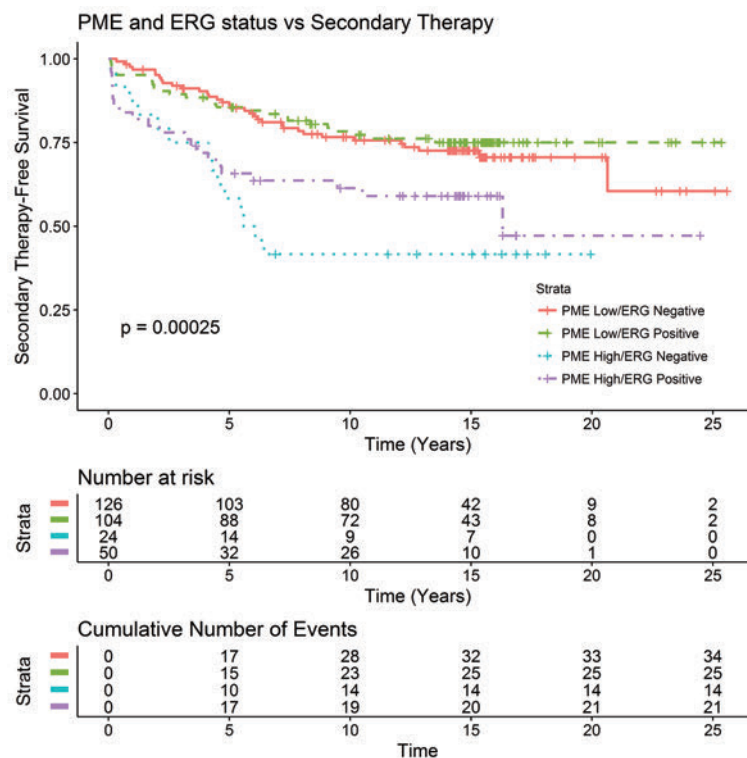 PME and ERG status vs Secondary Therapy
Secondary Therapy-Free Survival
1.00
0.75
0.50
0.25
0.00
p = 0.00025
Strata
PME Low/ERG Negative
PME Low/ERG Positive
PME High/ERG Negative
PME High/ERG Positive
0 5 10 15 20 25
Time (Years)
Number at risk
Strata
126 103 80 42 9 2
104 88 72 43 8 2
24 14 9 7 0 0
50 32 26 10 1 0
0 5 10 15 20 25
Time (Years)
Cumulative Number of Events
Strata
0 17 28 32 33 34
0 15 23 25 25 25
0 10 14 14 14 14
0 17 19 20 21 21
0 5 10 15 20 25
Time